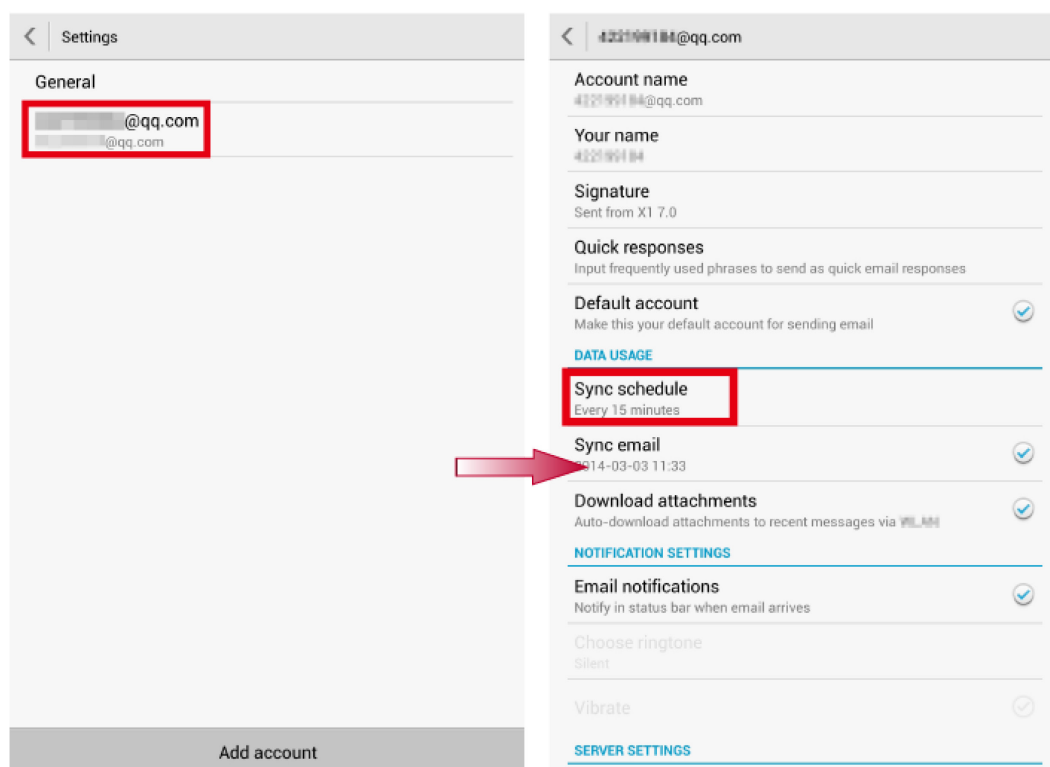 Settings
General
@qq.com
@qq.com
Add account
@qq.com
Account name
@qq.com
Your name
Signature
Sent from X1 7.0
Quick responses
Input frequently used phrases to send as quick email responses
Default account
Make this your default account for sending email
DATA USAGE
Sync schedule
Every 15 minutes
Sync email
2014-03-03 11:33
Download attachments
Auto-download attachments to recent messages via
NOTIFICATION SETTINGS
Email notifications
Notify in status bar when email arrives
Choose ringtone
Silent
Vibrate
SERVER SETTINGS